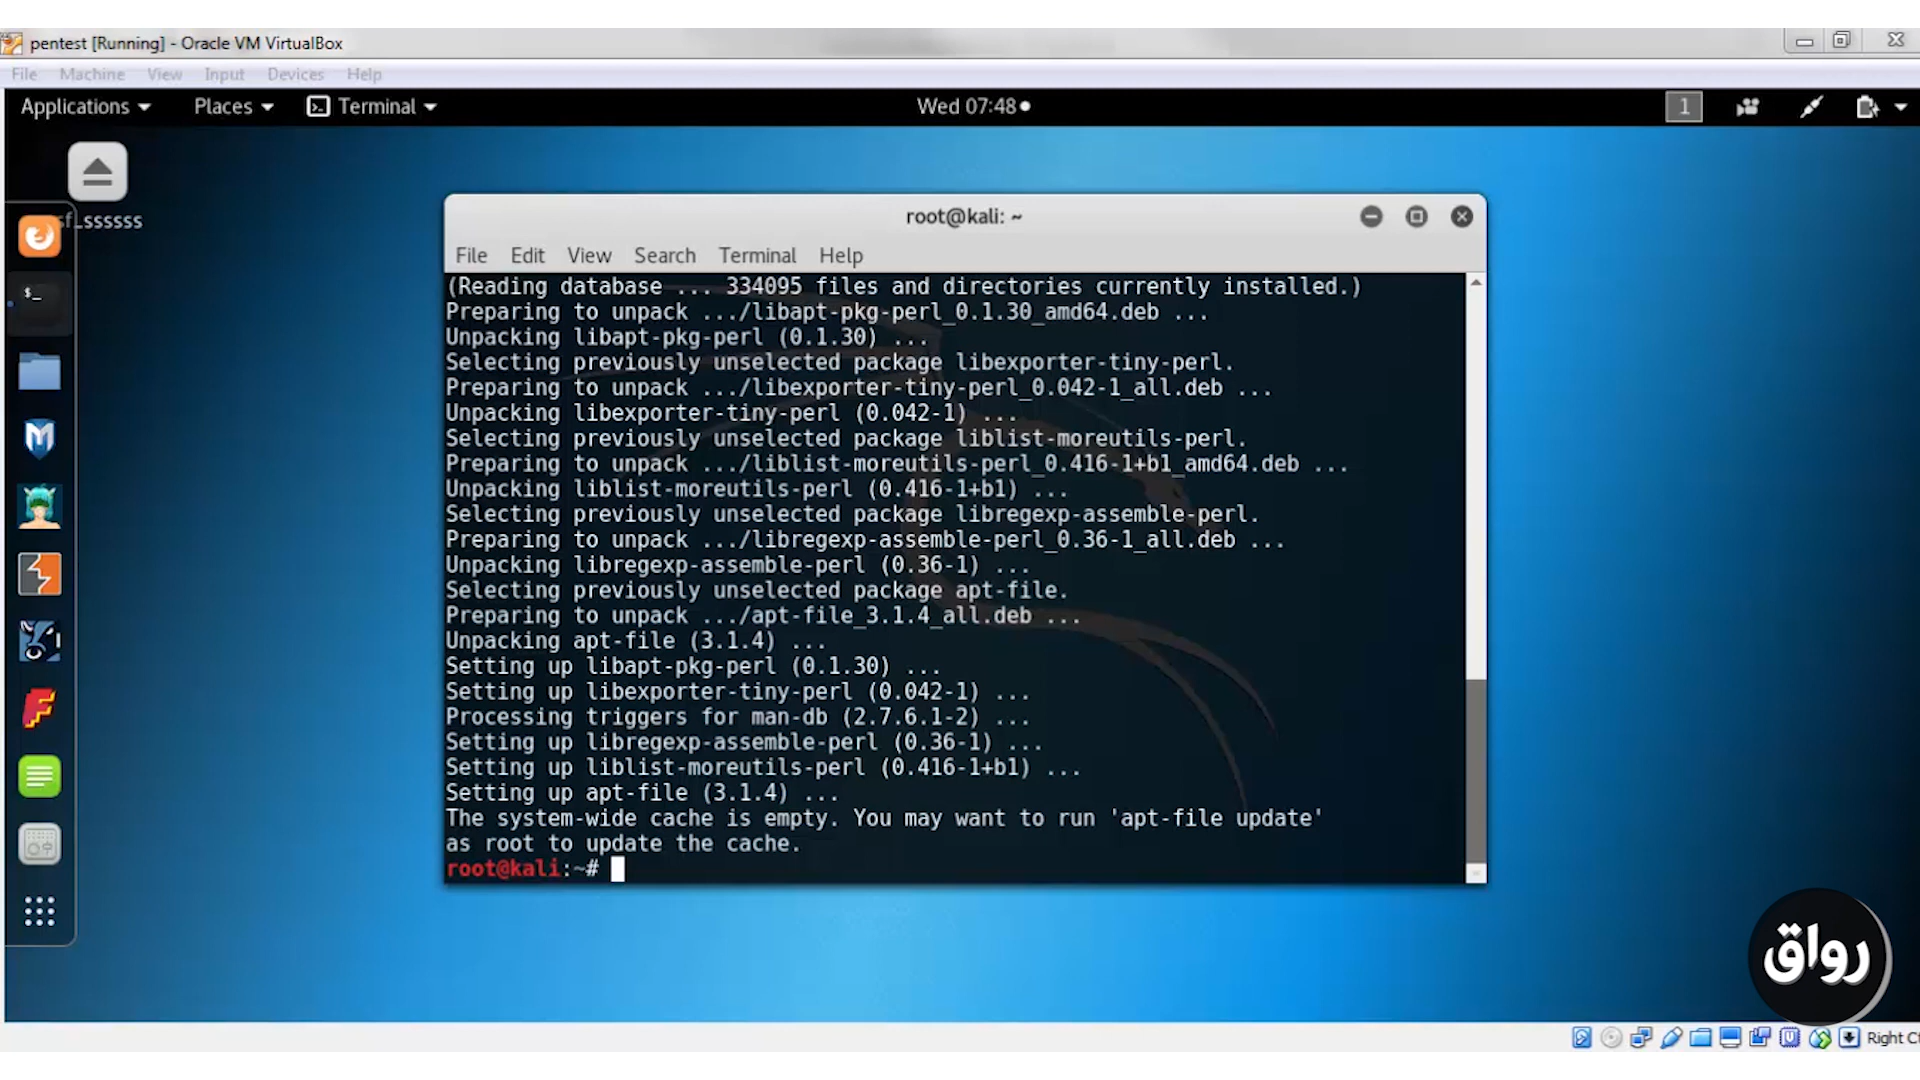 pentest [Running] - Oracle VM VirtualBox
File Machine View Input Devices Help
Applications Places Terminal Wed 07:48 1
sf_ssssss
root@kali: ~
File Edit View Search Terminal Help
(Reading database ... 334095 files and directories currently installed.)
Preparing to unpack .../libapt-pkg-perl_0.1.30_amd64.deb ...
Unpacking libapt-pkg-perl (0.1.30) ...
Selecting previously unselected package libexporter-tiny-perl.
Preparing to unpack .../libexporter-tiny-perl_0.042-1_all.deb ...
Unpacking libexporter-tiny-perl (0.042-1) ...
Selecting previously unselected package liblist-moreutils-perl.
Preparing to unpack .../liblist-moreutils-perl_0.416-1+b1_amd64.deb ...
Unpacking liblist-moreutils-perl (0.416-1+b1) ...
Selecting previously unselected package libregexp-assemble-perl.
Preparing to unpack .../libregexp-assemble-perl_0.36-1_all.deb ...
Unpacking libregexp-assemble-perl (0.36-1) ...
Selecting previously unselected package apt-file.
Preparing to unpack .../apt-file_3.1.4_all.deb ...
Unpacking apt-file (3.1.4) ...
Setting up libapt-pkg-perl (0.1.30) ...
Setting up libexporter-tiny-perl (0.042-1) ...
Processing triggers for man-db (2.7.6.1-2) ...
Setting up libregexp-assemble-perl (0.36-1) ...
Setting up liblist-moreutils-perl (0.416-1+b1) ...
Setting up apt-file (3.1.4) ...
The system-wide cache is empty. You may want to run 'apt-file update'
as root to update the cache.
root@kali:~#
رواق
Right Ct